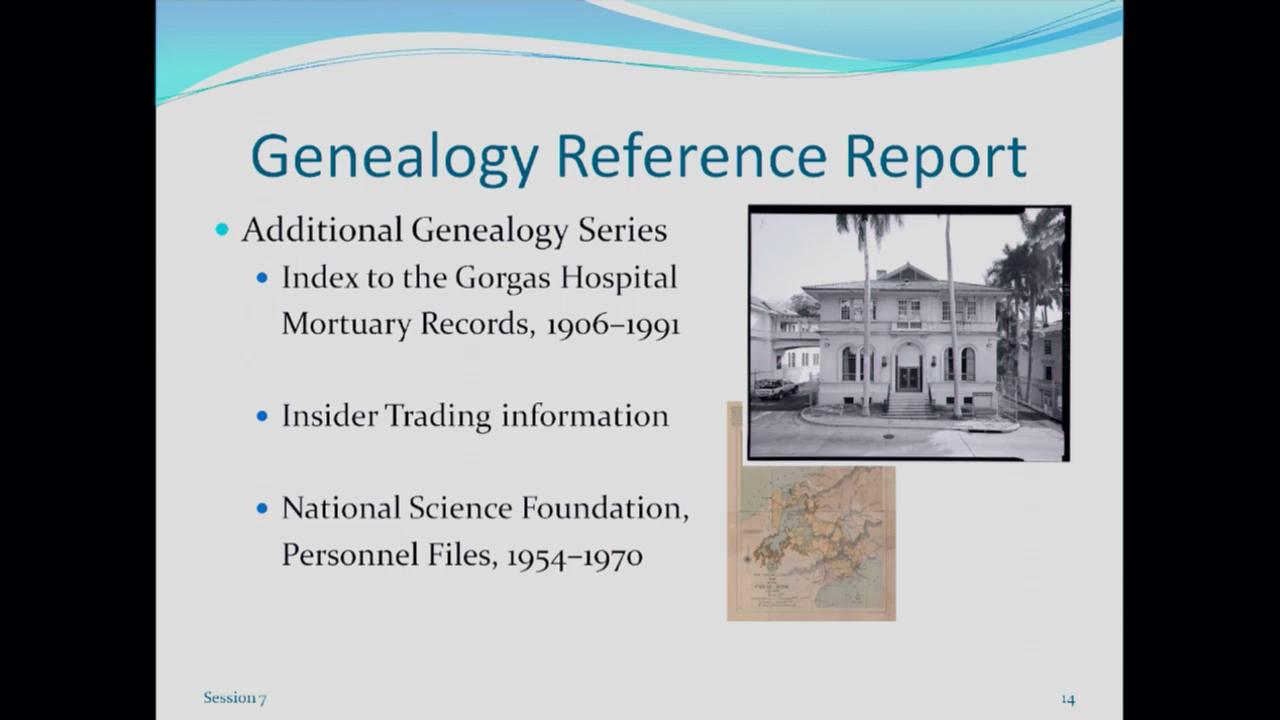 Genealogy Reference Report
Additional Genealogy Series
Index to the Gorgas Hospital
Mortuary Records, 1906–1991
Insider Trading information
National Science Foundation,
Personnel Files, 1954–1970
Session 7
14